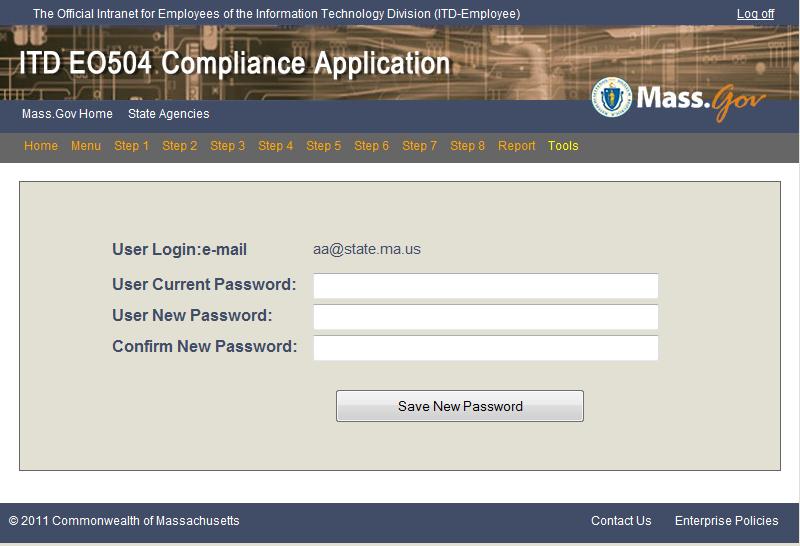 The Official Intranet for Employees of the Information Technology Division (ITD-Employee) Log off
ITD EO504 Compliance Application
Mass.Gov
Mass.Gov Home State Agencies
Home Menu Step 1 Step 2 Step 3 Step 4 Step 5 Step 6 Step 7 Step 8 Report Tools
User Login:e-mail aa@state.ma.us
User Current Password:
User New Password:
Confirm New Password:
Save New Password
© 2011 Commonwealth of Massachusetts Contact Us Enterprise Policies